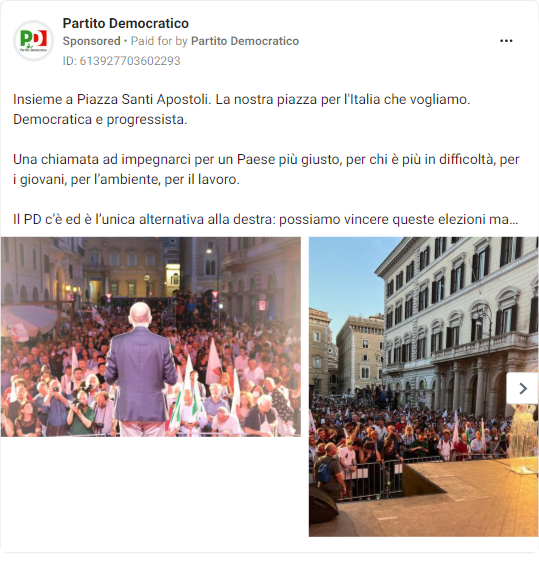 PD
Partito Democratico
Partito Democratico
Sponsored • Paid for by Partito Democratico
ID: 613927703602293
Insieme a Piazza Santi Apostoli. La nostra piazza per l'Italia che vogliamo.
Democratica e progressista.
Una chiamata ad impegnarci per un Paese più giusto, per chi è più in difficoltà, per
i giovani, per l’ambiente, per il lavoro.
Il PD c’è ed è l’unica alternativa alla destra: possiamo vincere queste elezioni ma...